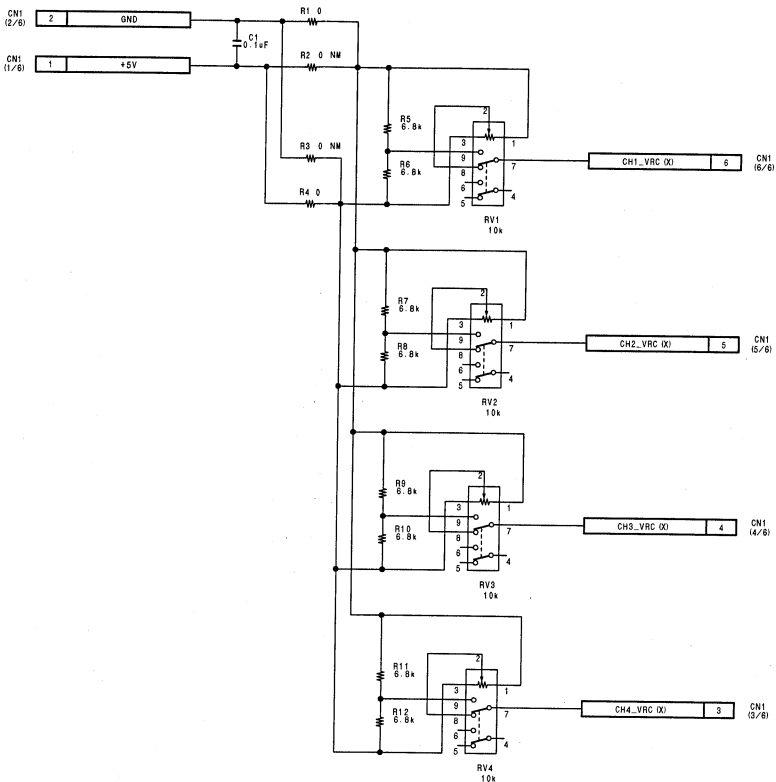 CN1
(2/6)
2 GND
R1 0
C1
0.1uF
CN1
(1/6)
1 +5V
R2 0 NM
R3 0 NM
R4 0
R5
6.8k
R6
6.8k
2
3
1
9
7
8
6
4
5
RV1
10k
CH1_VRC (X) 6
CN1
(6/6)
R7
6.8k
R8
6.8k
2
3
1
9
7
8
6
4
5
RV2
10k
CH2_VRC (X) 5
CN1
(5/6)
R9
6.8k
R10
6.8k
2
3
1
9
7
8
6
4
5
RV3
10k
CH3_VRC (X) 4
CN1
(4/6)
R11
6.8k
R12
6.8k
2
3
1
9
7
8
6
4
5
RV4
10k
CH4_VRC (X) 3
CN1
(3/6)